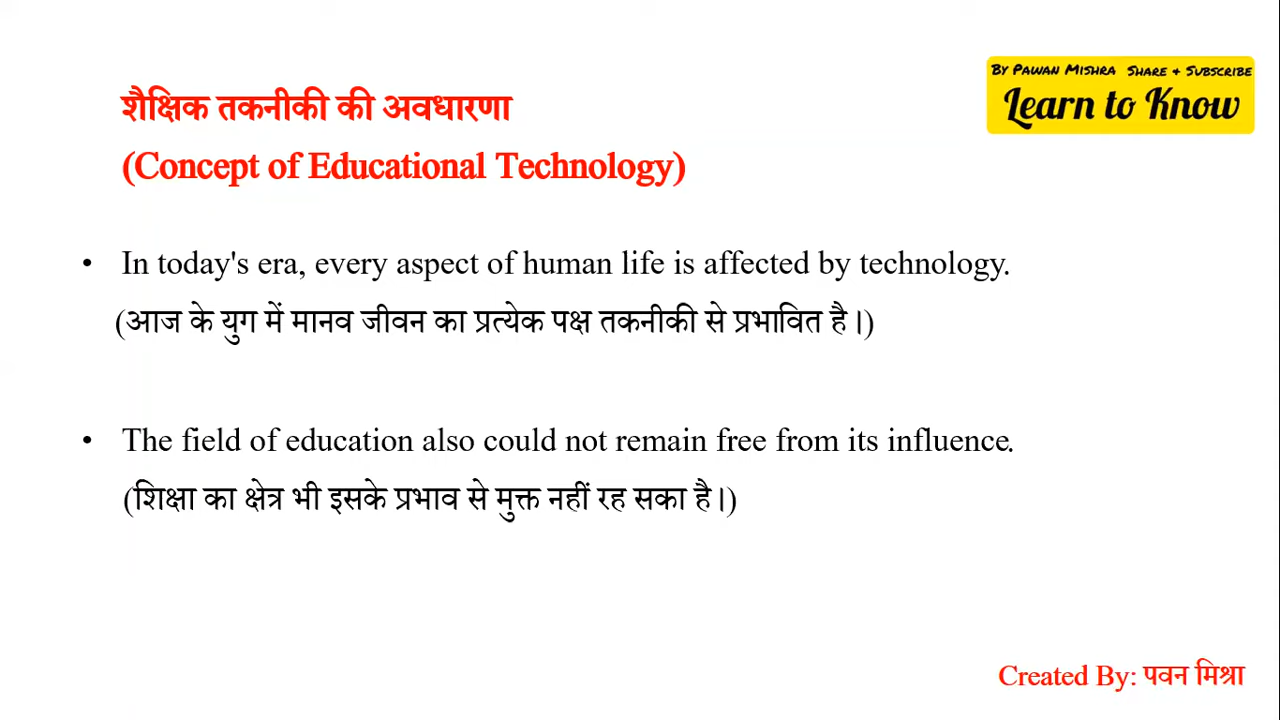 By Pawan Mishra Share & Subscribe
Learn to Know
शैक्षिक तकनीकी की अवधारणा
(Concept of Educational Technology)
• In today's era, every aspect of human life is affected by technology.
(आज के युग में मानव जीवन का प्रत्येक पक्ष तकनीकी से प्रभावित है।)
• The field of education also could not remain free from its influence.
(शिक्षा का क्षेत्र भी इसके प्रभाव से मुक्त नहीं रह सका है।)
Created By: पवन मिश्रा